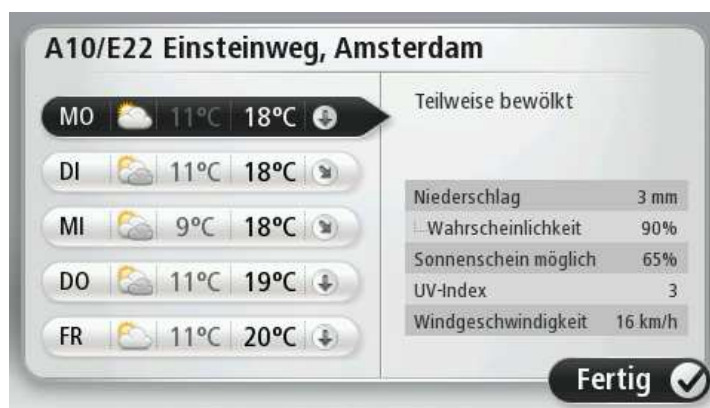 A10/E22 Einsteinweg, Amsterdam
MO 11°C 18°C
DI 11°C 18°C
MI 9°C 18°C
DO 11°C 19°C
FR 11°C 20°C
Teilweise bewölkt
Niederschlag 3 mm
Wahrscheinlichkeit 90%
Sonnenschein möglich 65%
UV-Index 3
Windgeschwindigkeit 16 km/h
Fertig